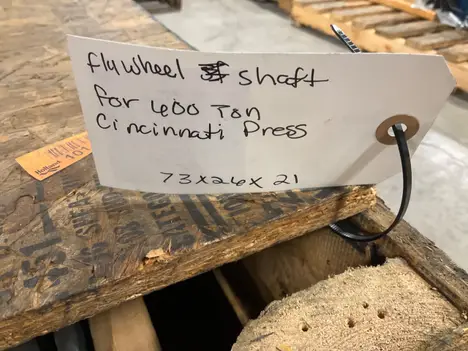 flywheel shaft
for 600 Ton
Cincinnati Press
73x26x21